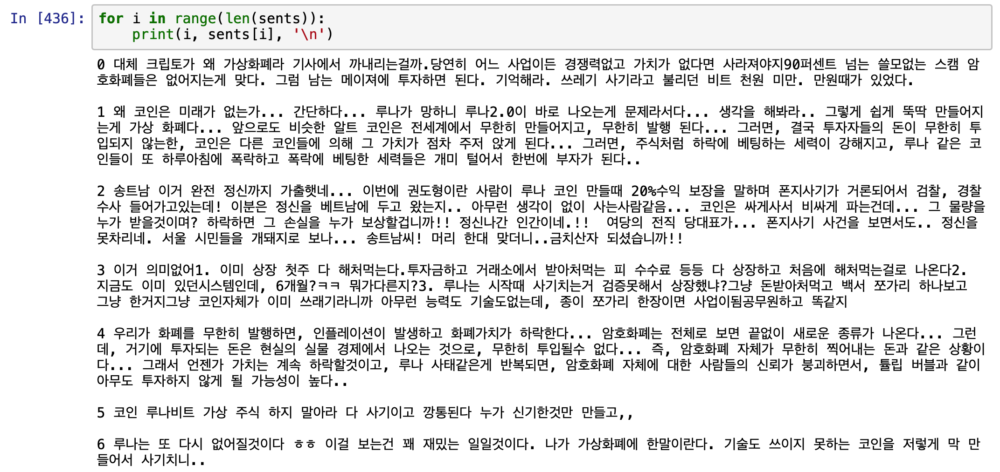 In [436]: for i in range(len(sents)):
print(i, sents[i], '\n')
0 대체 크립토가 왜 가상화폐라 기사에서 까내리는걸까.당연히 어느 사업이든 경쟁력없고 가치가 없다면 사라져야지90퍼센트 넘는 쓸모없는 스캠 암
호화폐들은 없어지는게 맞다. 그럼 남는 메이져에 투자하면 된다. 기억해라. 쓰레기 사기라고 불리던 비트 천원 미만. 만원때가 있었다.
1 왜 코인은 미래가 없는가... 간단하다... 루나가 망하니 루나2.0이 바로 나오는게 문제라서다... 생각을 해봐라.. 그렇게 쉽게 뚝딱 만들어지
는게 가상 화폐다... 앞으로도 비슷한 알트 코인은 전세계에서 무한히 만들어지고, 무한히 발행 된다... 그러면, 결국 투자자들의 돈이 무한히 투
입되지 않는한, 코인은 다른 코인들에 의해 그 가치가 점차 주저 앉게 된다... 그러면, 주식처럼 하락에 베팅하는 세력이 강해지고, 루나 같은 코
인들이 또 하루아침에 폭락하고 폭락에 베팅한 세력들은 개미 털어서 한번에 부자가 된다..
2 송트남 이거 완전 정신까지 가출햇네... 이번에 권도형이란 사람이 루나 코인 만들때 20%수익 보장을 말하며 폰지사기가 거론되어서 검찰, 경찰
수사 들어가고있는데! 이분은 정신을 베트남에 두고 왔는지.. 아무런 생각이 없이 사는사람같음... 코인은 싸게사서 비싸게 파는건데... 그 물량을
누가 받을것이며? 하락하면 그 손실을 누가 보상할겁니까!! 정신나간 인간이네.!!  여당의 전직 당대표가... 폰지사기 사건을 보면서도.. 정신을
못차리네. 서울 시민들을 개돼지로 보나... 송트남씨! 머리 한대 맞더니..금치산자 되셨습니까!!
3 이거 의미없어1. 이미 상장 첫주 다 해처먹는다.투자금하고 거래소에서 받아처먹는 피 수수료 등등 다 상장하고 처음에 해처먹는걸로 나온다2.
지금도 이미 있던시스템인데, 6개월?ㅋㅋ 뭐가다른지?3. 루나는 시작때 사기치는거 검증못해서 상장했냐?그냥 돈받아처먹고 백서 쪼가리 하나보고
그냥 한거지그냥 코인자체가 이미 쓰래기라니까 아무런 능력도 기술도없는데, 종이 쪼가리 한장이면 사업이됨공무원하고 똑같지
4 우리가 화폐를 무한히 발행하면, 인플레이션이 발생하고 화폐가치가 하락한다... 암호화폐는 전체로 보면 끝없이 새로운 종류가 나온다... 그런
데, 거기에 투자되는 돈은 현실의 실물 경제에서 나오는 것으로, 무한히 투입될수 없다... 즉, 암호화폐 자체가 무한히 찍어내는 돈과 같은 상황이
다... 그래서 언젠가 가치는 계속 하락할것이고, 루나 사태같은게 반복되면, 암호화폐 자체에 대한 사람들의 신뢰가 붕괴하면서, 튤립 버블과 같이
아무도 투자하지 않게 될 가능성이 높다..
5 코인 루나비트 가상 주식 하지 말아라 다 사기이고 깡통된다 누가 신기한것만 만들고,,
6 루나는 또 다시 없어질것이다 ㅎㅎ 이걸 보는건 꽤 재밌는 일일것이다. 나가 가상화폐에 한말이란다. 기술도 쓰이지 못하는 코인을 저렇게 막 만
들어서 사기치니..